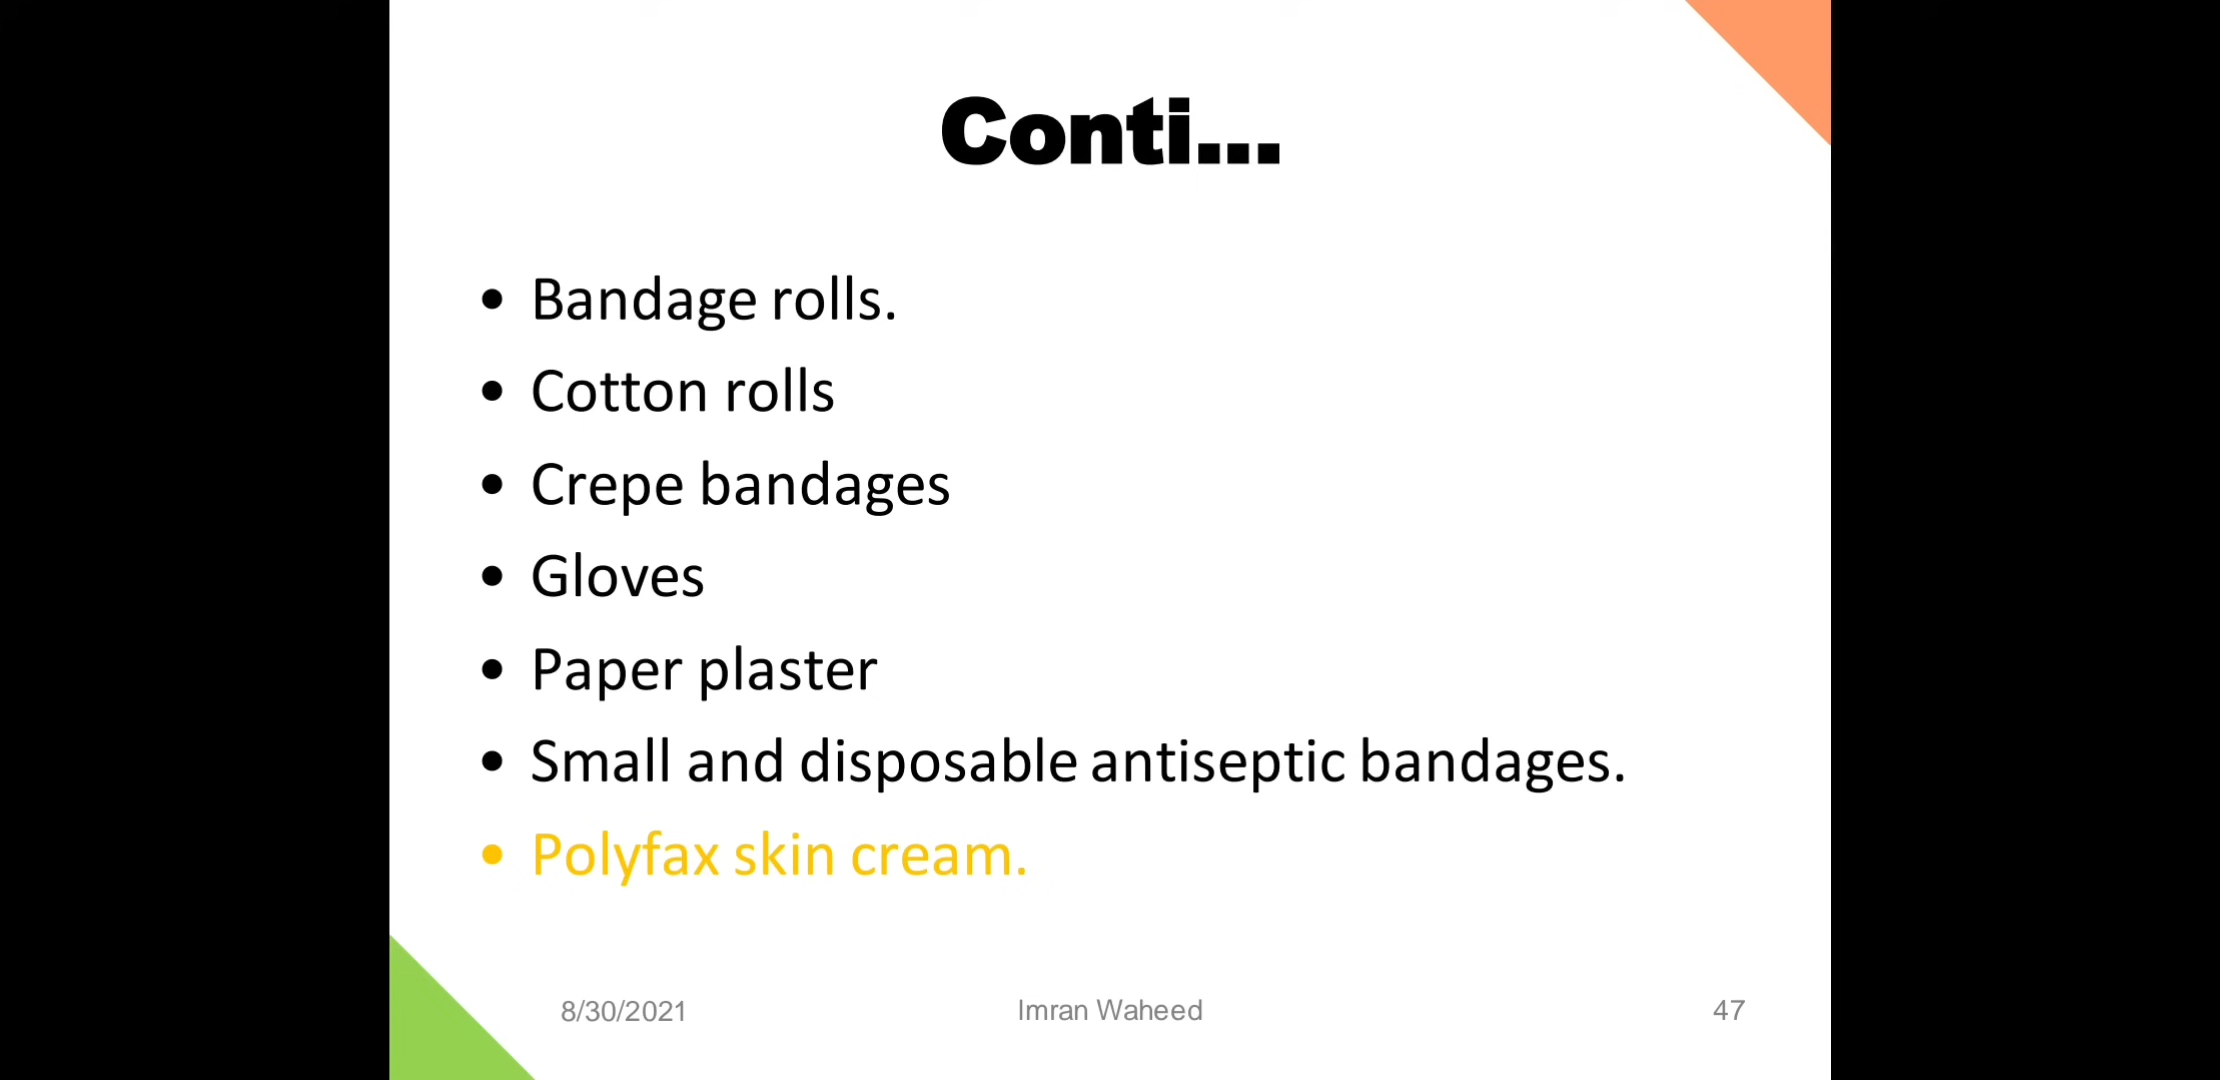 Conti...
• Bandage rolls.
• Cotton rolls
• Crepe bandages
• Gloves
• Paper plaster
• Small and disposable antiseptic bandages.
• Polyfax skin cream.
8/30/2021 Imran Waheed 47